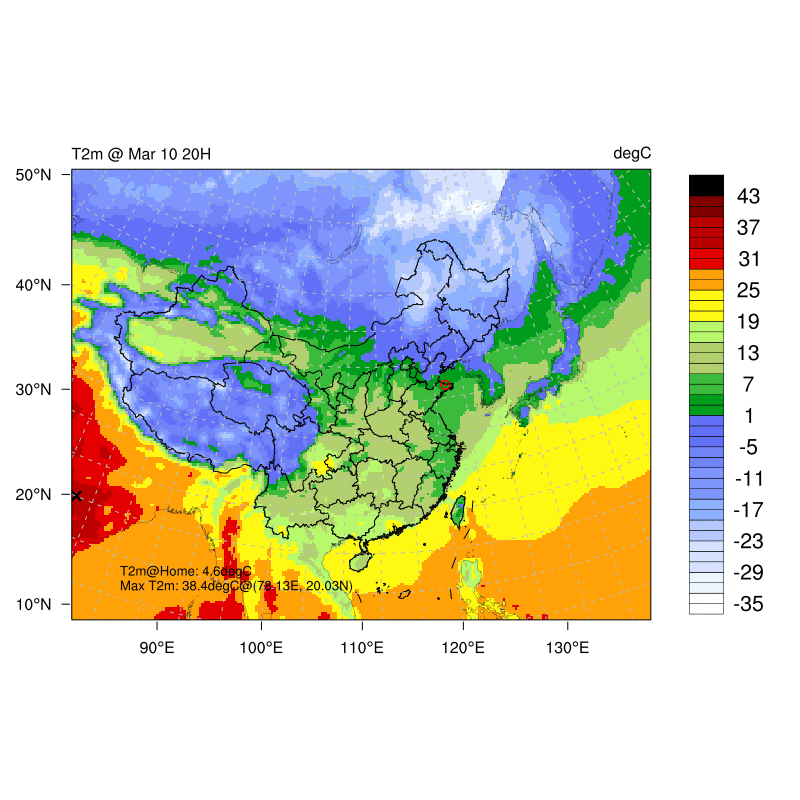 T2m @ Mar 10 20H
degC
50°N
40°N
30°N
20°N
10°N
90°E
100°E
110°E
120°E
130°E
T2m@Home: 4.6degC
Max T2m: 38.4degC@(78.13E, 20.03N)
43
37
31
25
19
13
7
1
-5
-11
-17
-23
-29
-35